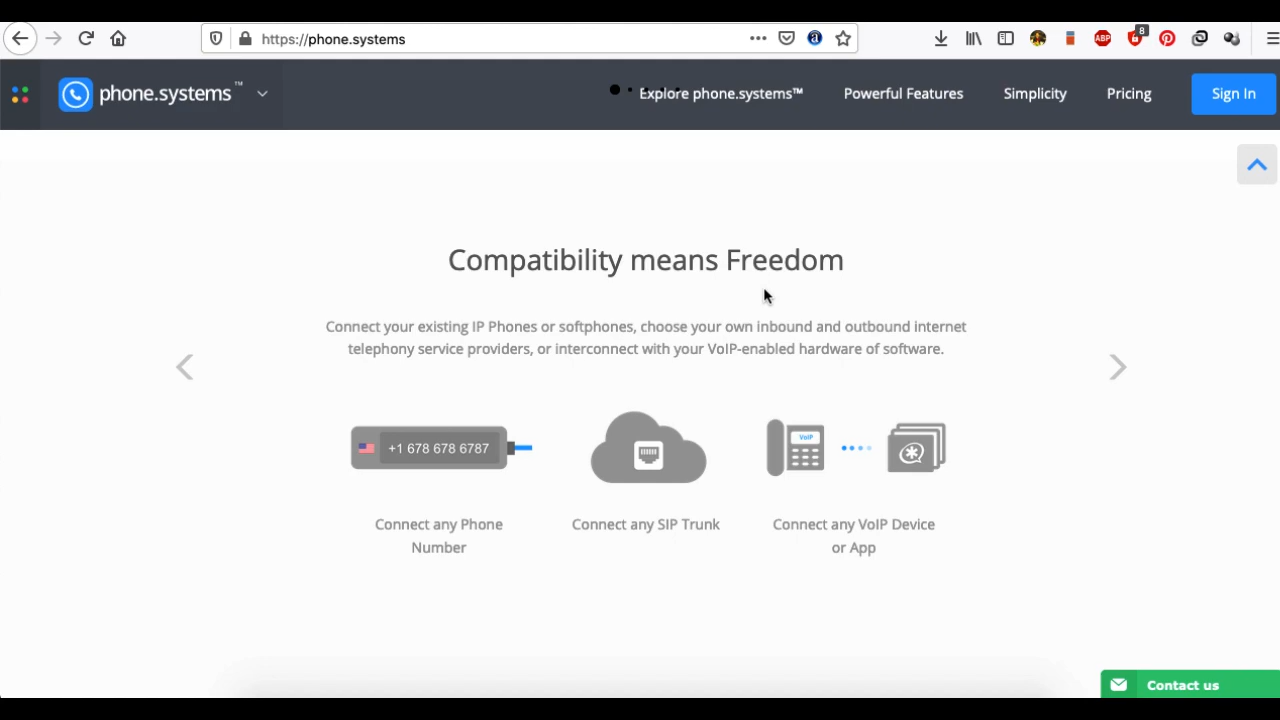 https://phone.systems
ABP
8
phone.systems™
Explore phone.systems™
Powerful Features
Simplicity
Pricing
Sign In
Compatibility means Freedom
Connect your existing IP Phones or softphones, choose your own inbound and outbound internet
telephony service providers, or interconnect with your VoIP-enabled hardware of software.
+1 678 678 6787
VoIP
Connect any Phone
Number
Connect any SIP Trunk
Connect any VoIP Device
or App
Contact us